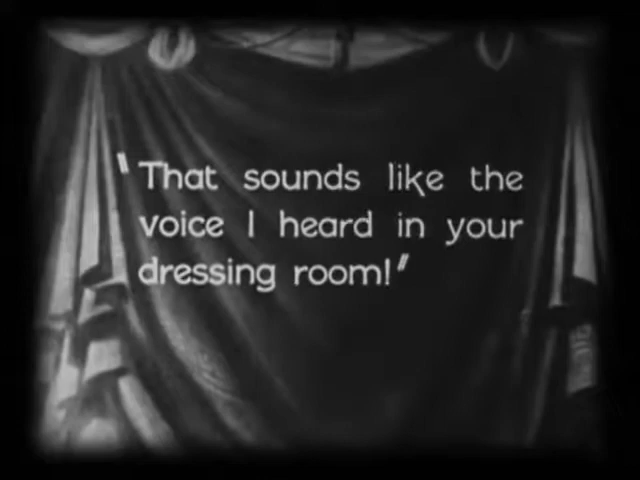 "That sounds like the
voice I heard in your
dressing room!"